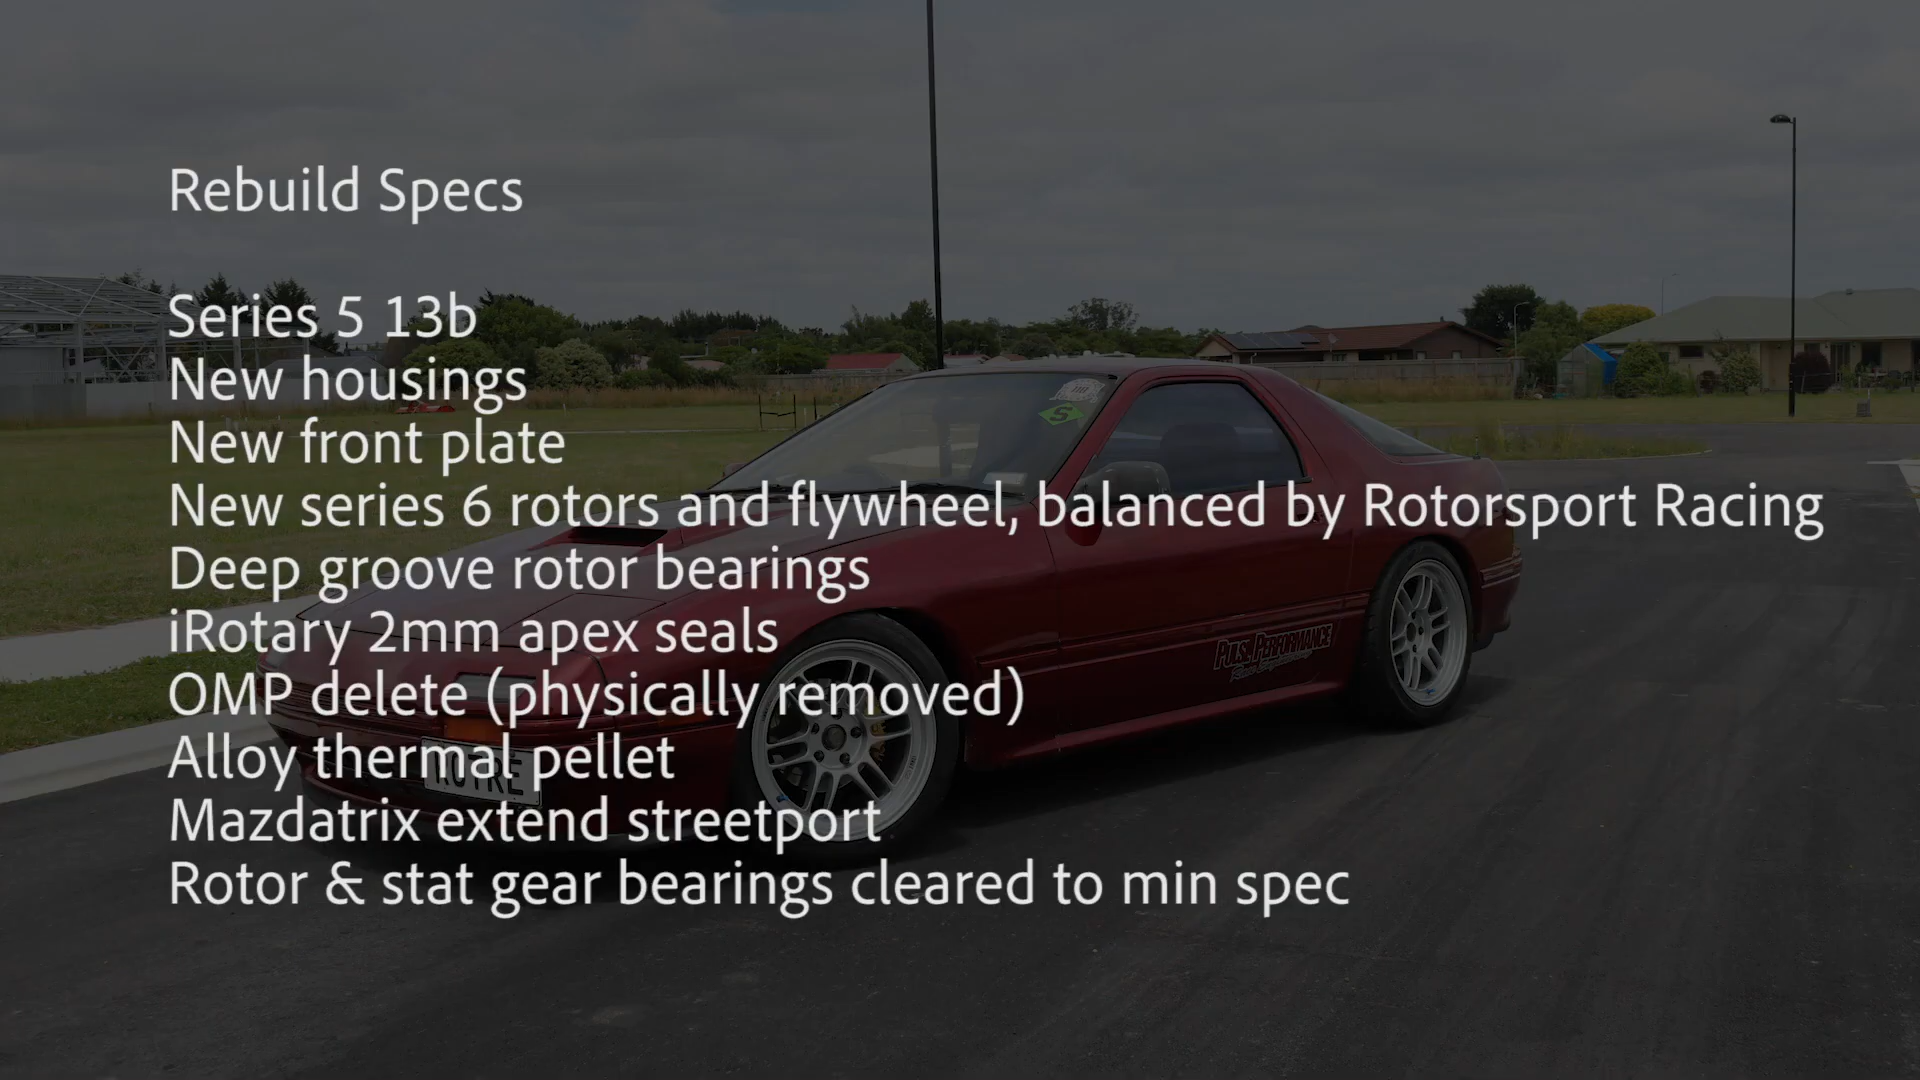 Rebuild Specs
Series 5 13b
New housings
New front plate
New series 6 rotors and flywheel, balanced by Rotorsport Racing
Deep groove rotor bearings
iRotary 2mm apex seals
OMP delete (physically removed)
Alloy thermal pellet
Mazdatrix extend streetport
Rotor & stat gear bearings cleared to min spec
S
PULSE PERFORMANCE